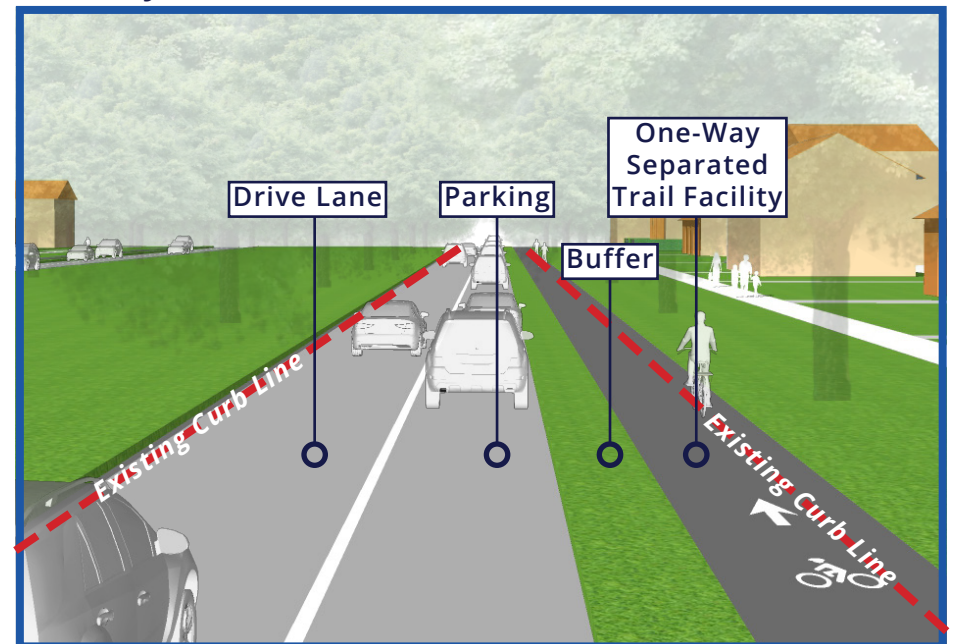 One-Way
Separated
Trail Facility
Drive Lane
Parking
Buffer
Existing Curb Line
Existing Curb Line